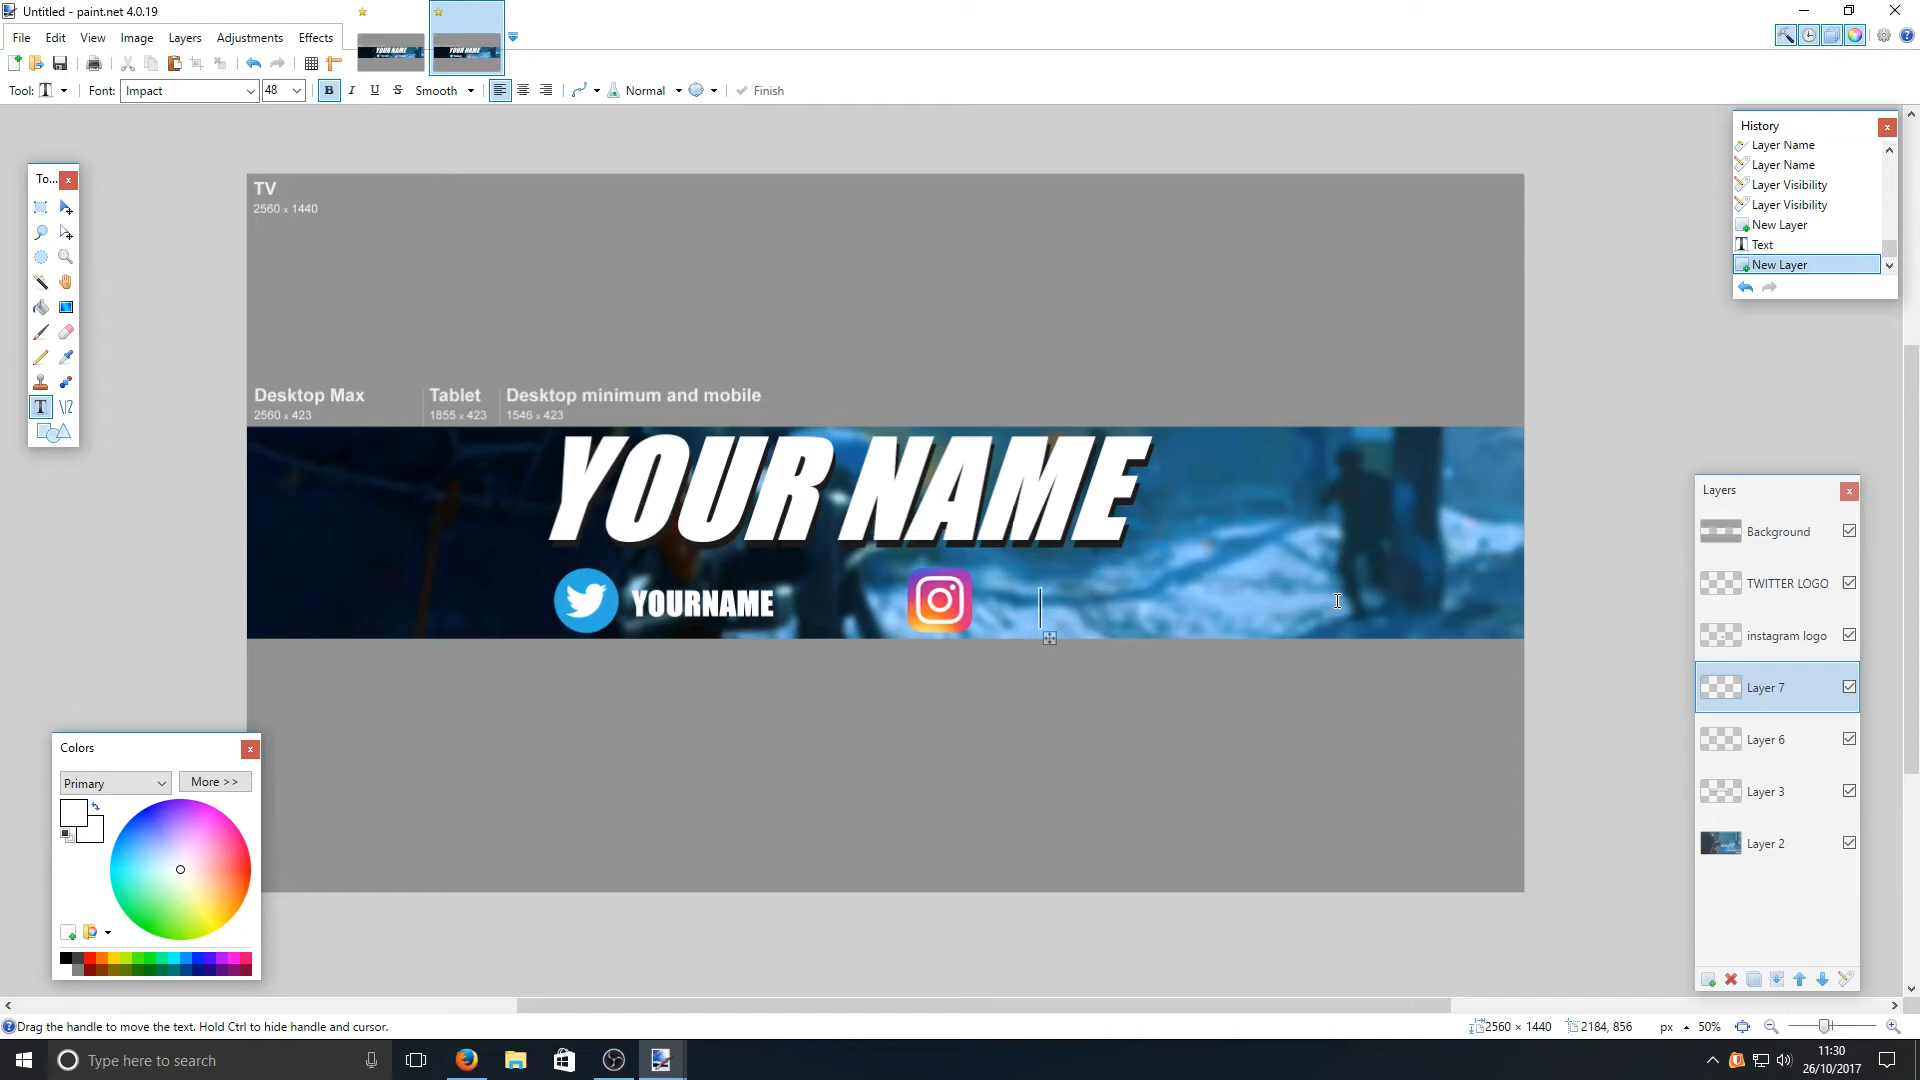 Untitled - paint.net 4.0.19
File Edit View Image Layers Adjustments Effects
Tool: T Font: Impact 48 B I U S Smooth Normal Finish
YOUR NAME
YOUR NAME
To...
TV
2560 x 1440
Desktop Max
2560 x 423
Tablet
1855 x 423
Desktop minimum and mobile
1546 x 423
YOUR NAME
YOURNAME
History
Layer Name
Layer Name
Layer Visibility
Layer Visibility
New Layer
Text
New Layer
Layers
Background
TWITTER LOGO
instagram logo
Layer 7
Layer 6
Layer 3
Layer 2
Colors
Primary
More >>
Drag the handle to move the text. Hold Ctrl to hide handle and cursor.
2560 × 1440
2184, 856
px
50%
Type here to search
11:30
26/10/2017